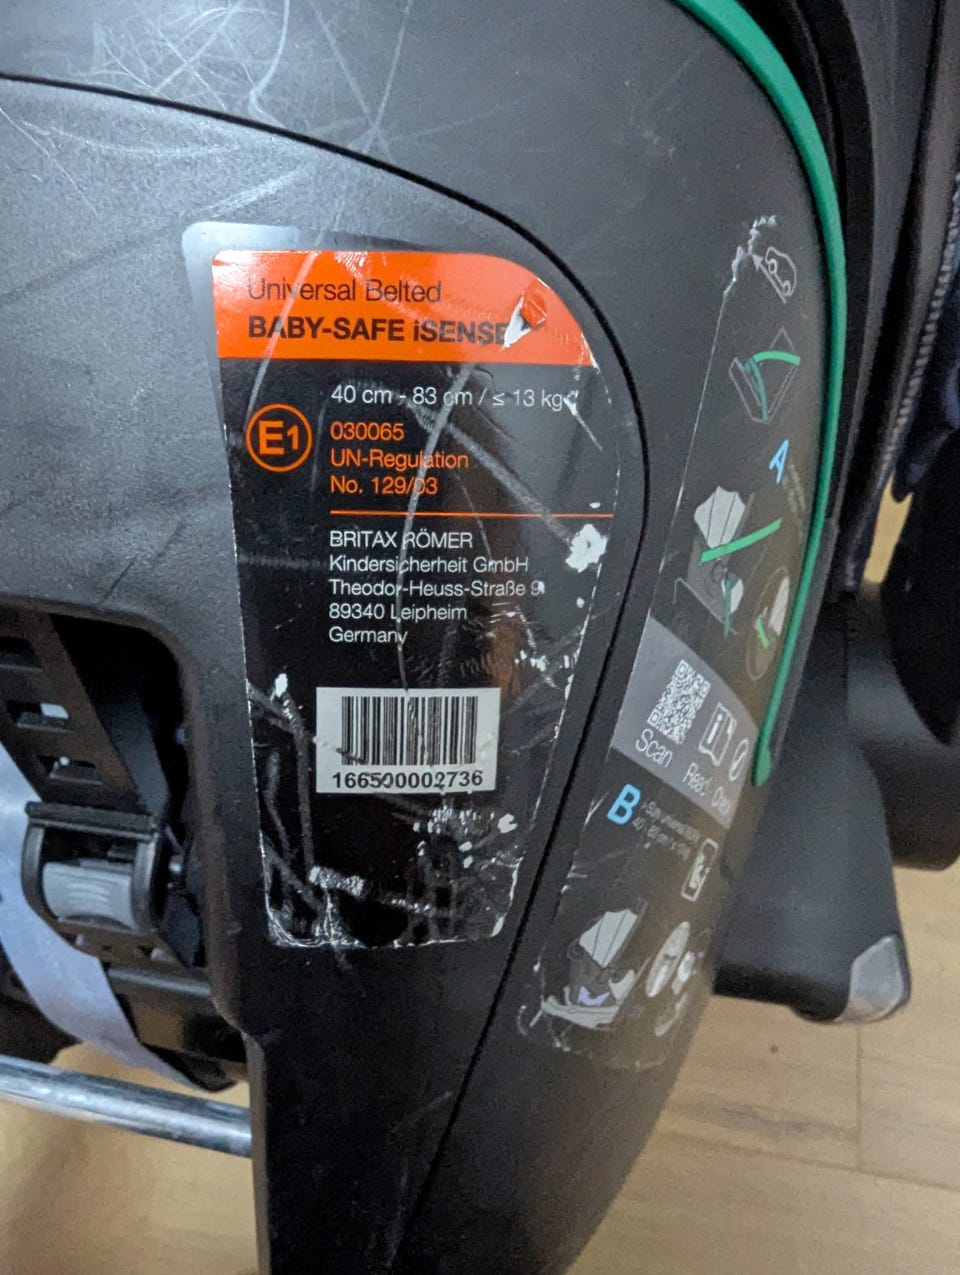 Universal Belted
BABY-SAFE iSENSE
40 cm - 83 cm / ≤ 13 kg
E1
030065
UN-Regulation
No. 129/03
BRITAX RÖMER
Kindersicherheit GmbH
Theodor-Heuss-Straße 9
89340 Leipheim
Germany
166500002736
A
Scan
Read
B